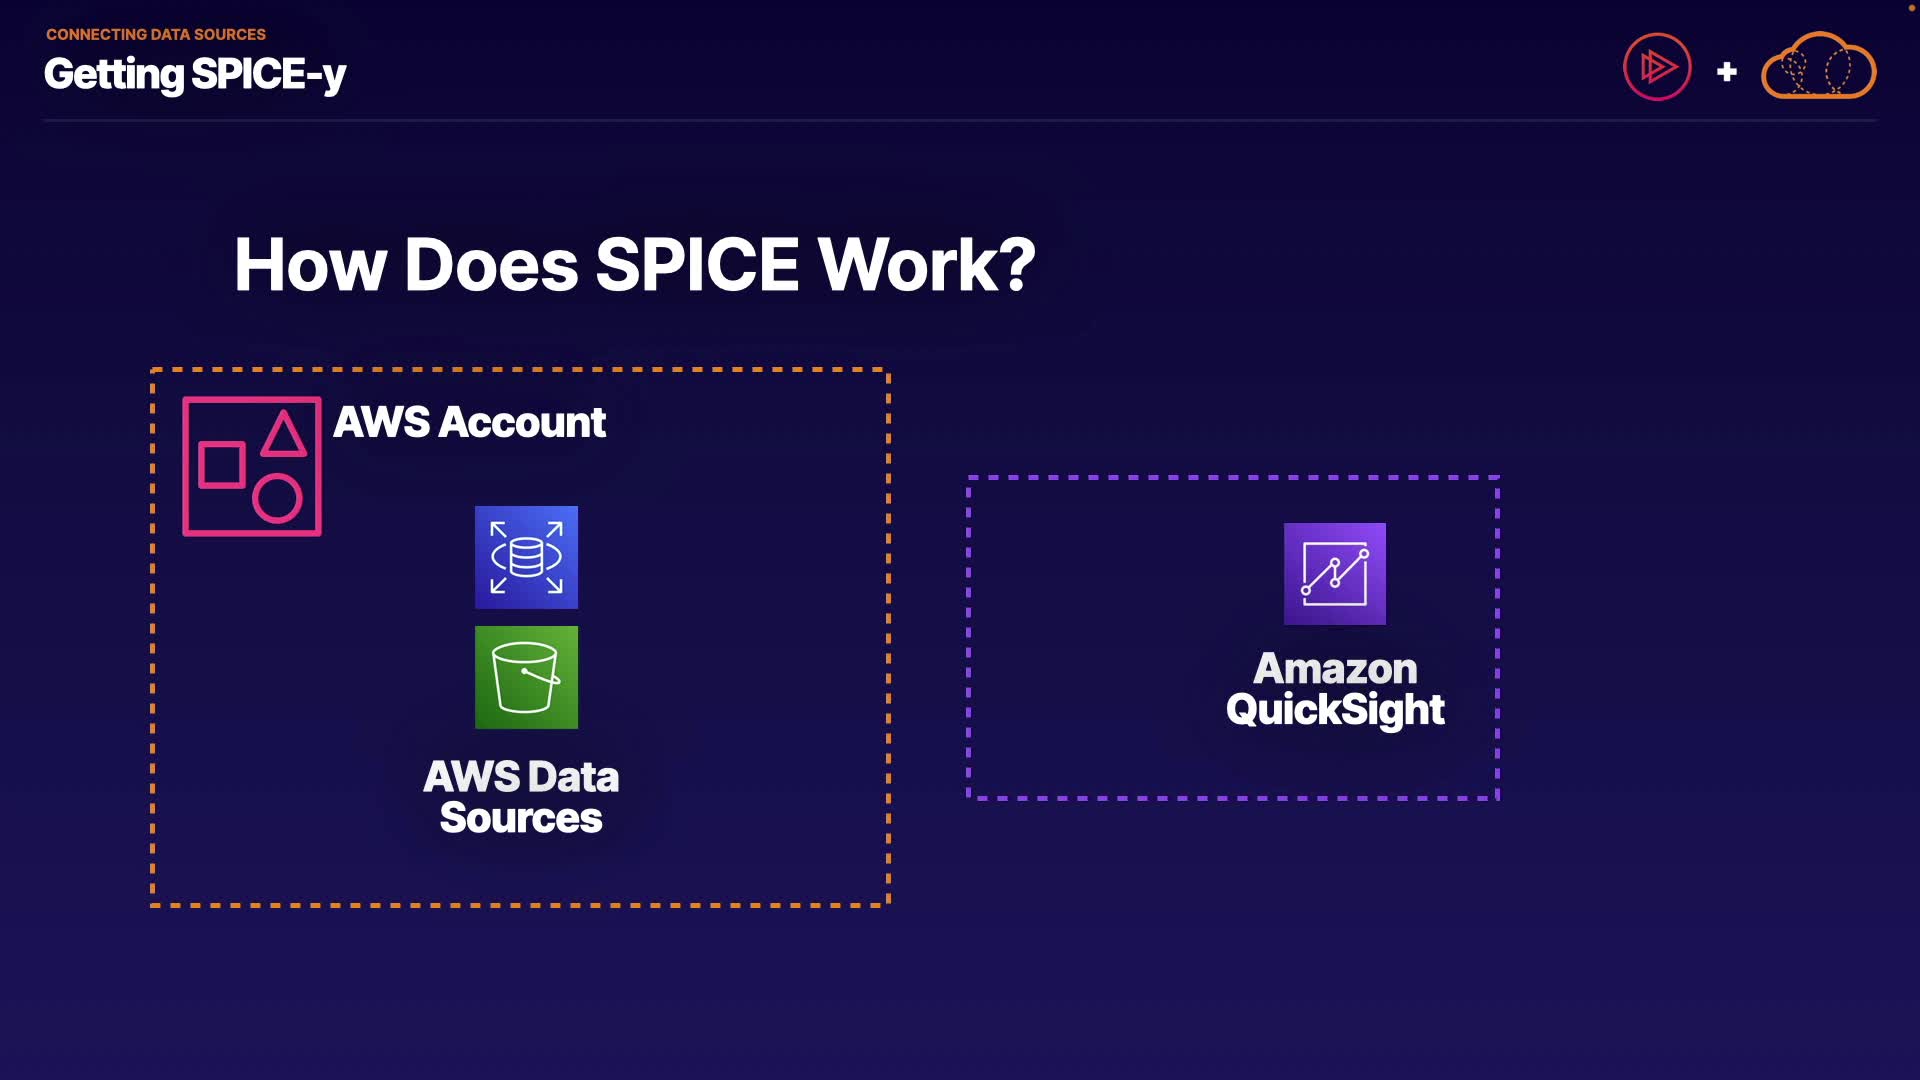 CONNECTING DATA SOURCES
Getting SPICE-y
How Does SPICE Work?
AWS Account
AWS Data
Sources
Amazon
QuickSight